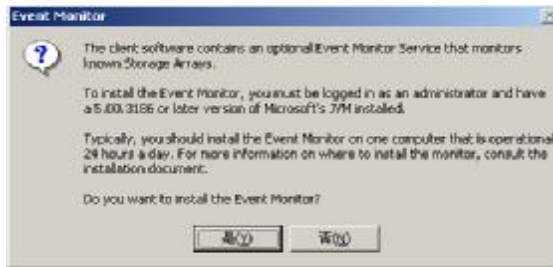 Event Monitor
The client software contains an optional Event Monitor Service that monitors
known Storage Arrays.
To install the Event Monitor, you must be logged in as an administrator and have
a 5.00.3186 or later version of Microsoft's JVM installed.
Typically, you should install the Event Monitor on one computer that is operational
24 hours a day. For more information on where to install the monitor, consult the
installation document.
Do you want to install the Event Monitor?
是(Y) 否(N)